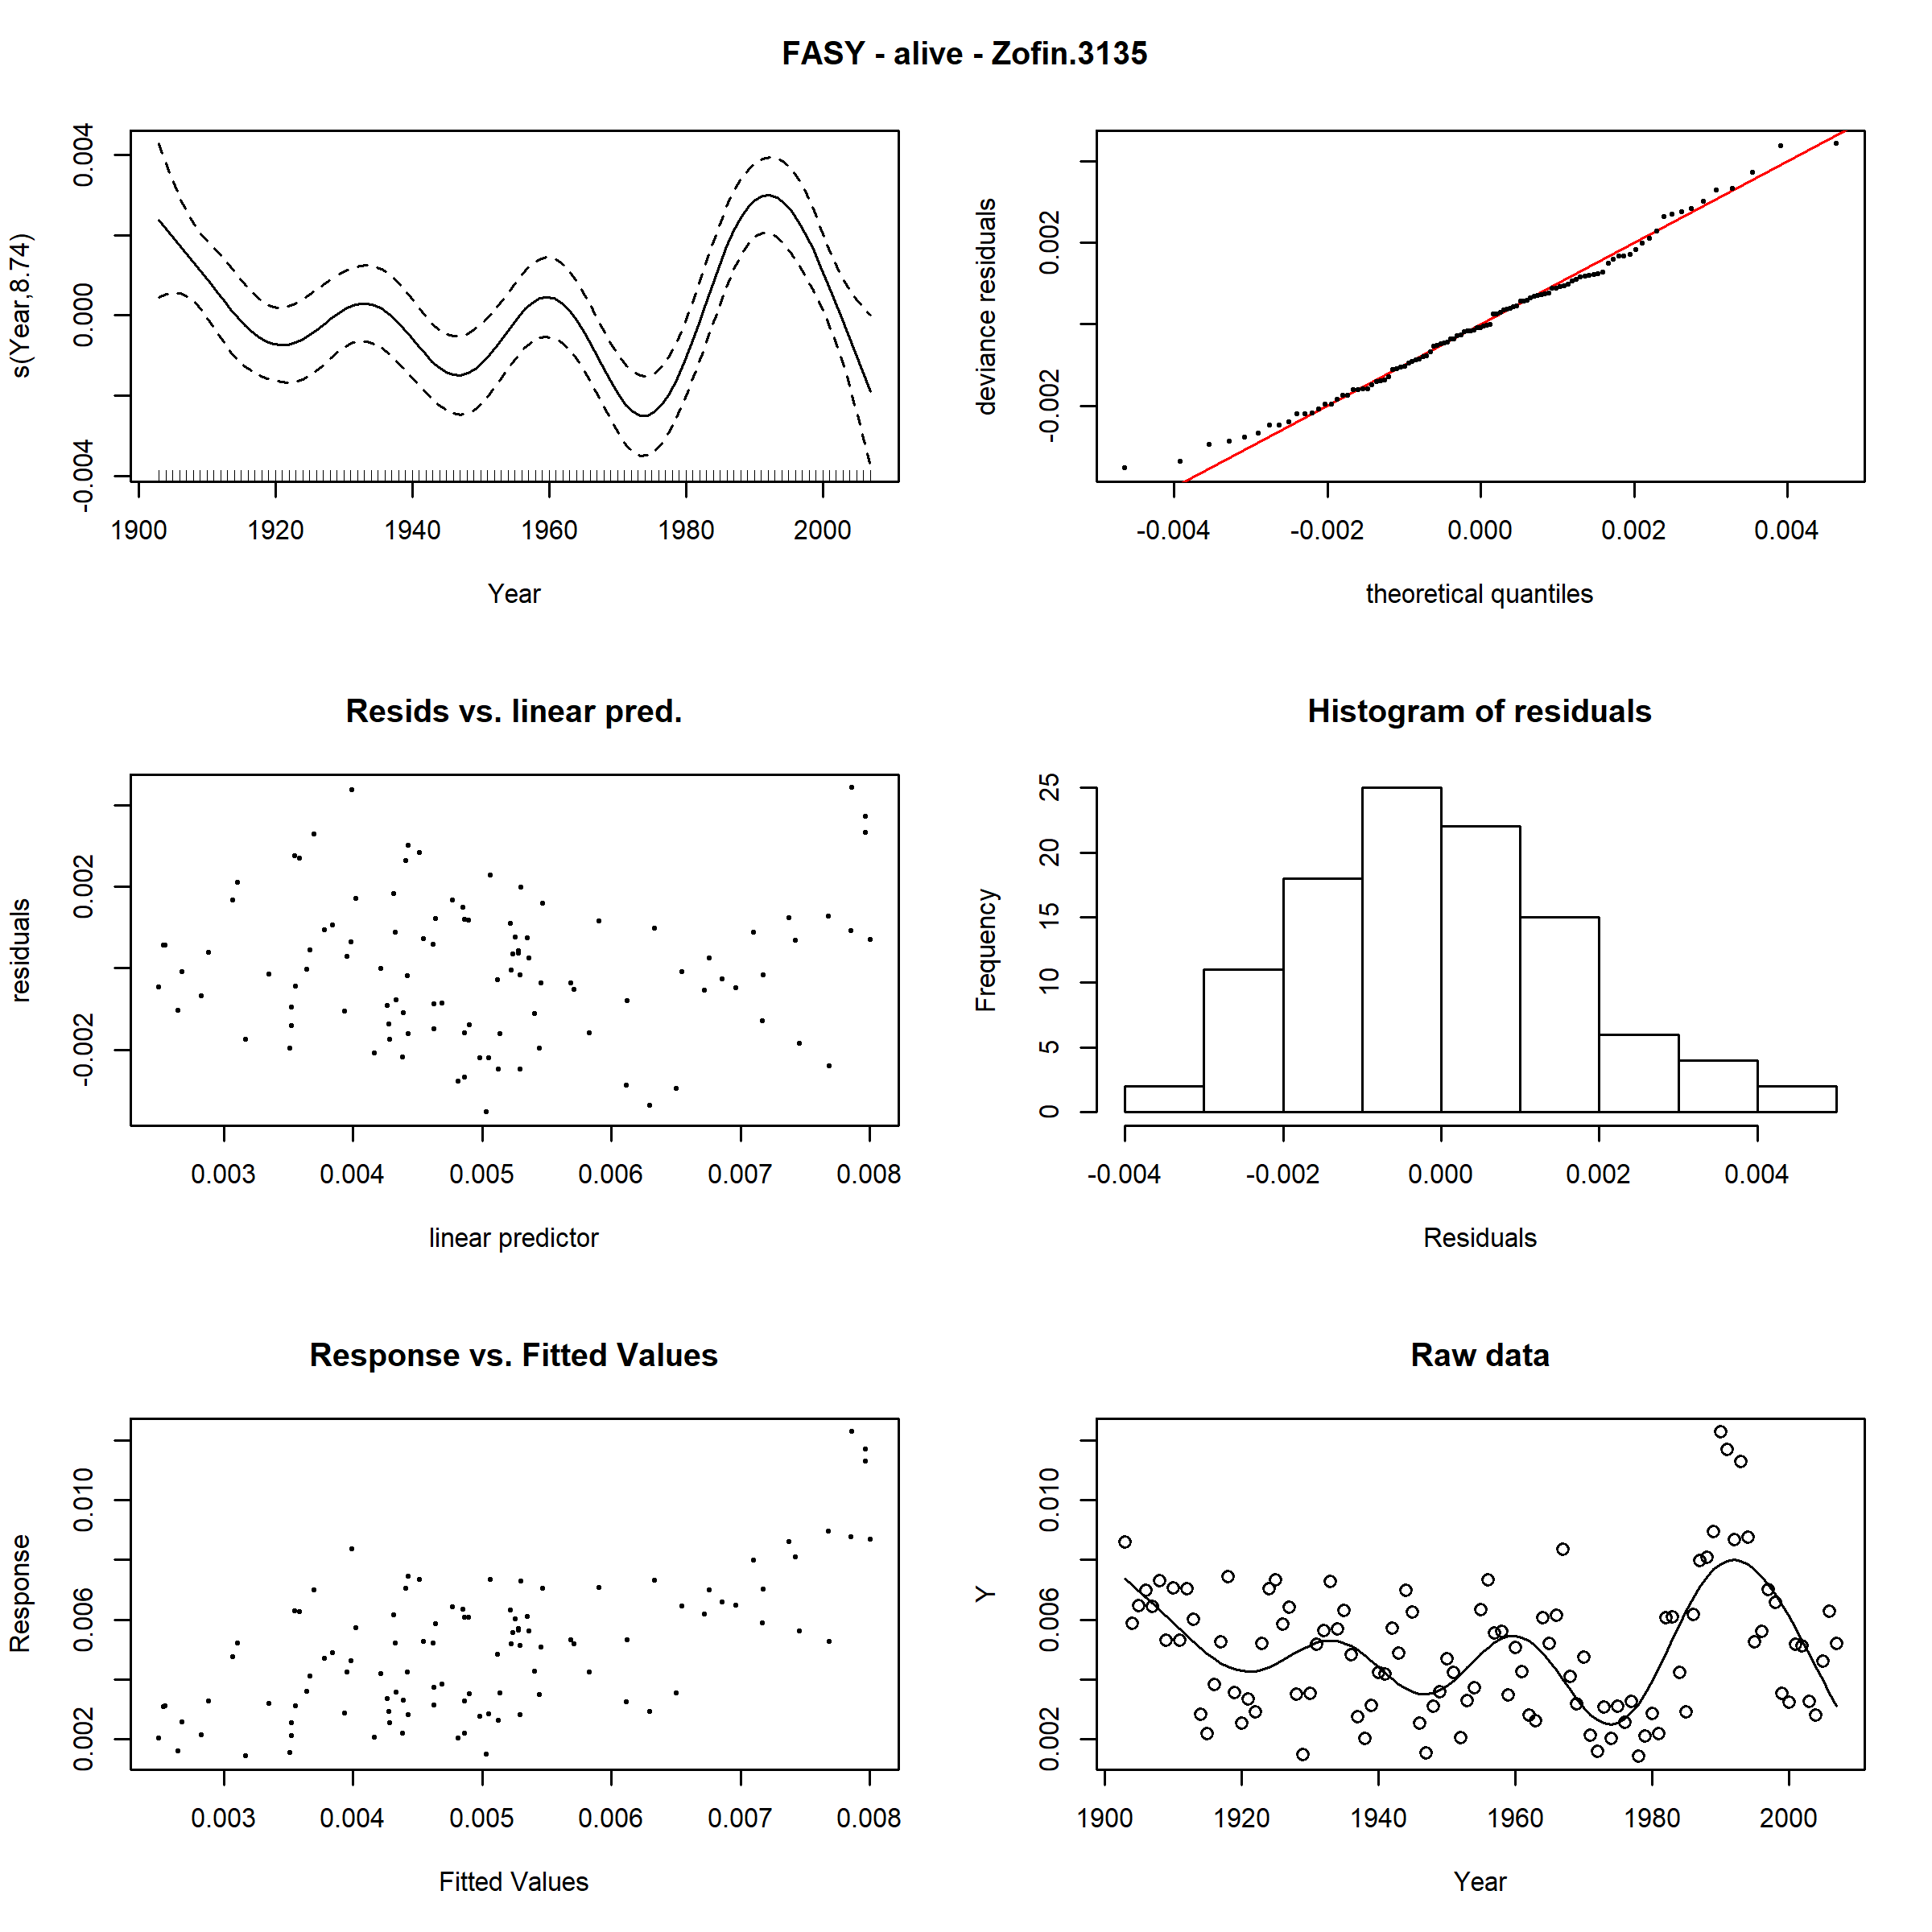 FASY - alive - Zofin.3135
s(Year,8.74)
0.004
0.000
-0.004
1900 1920 1940 1960 1980 2000
Year
deviance residuals
0.002
-0.002
-0.004 -0.002 0.000 0.002 0.004
theoretical quantiles
Resids vs. linear pred.
residuals
0.002
-0.002
0.003 0.004 0.005 0.006 0.007 0.008
linear predictor
Histogram of residuals
Frequency
25
20
15
10
5
0
-0.004 -0.002 0.000 0.002 0.004
Residuals
Response vs. Fitted Values
Response
0.010
0.006
0.002
0.003 0.004 0.005 0.006 0.007 0.008
Fitted Values
Raw data
Y
0.010
0.006
0.002
1900 1920 1940 1960 1980 2000
Year